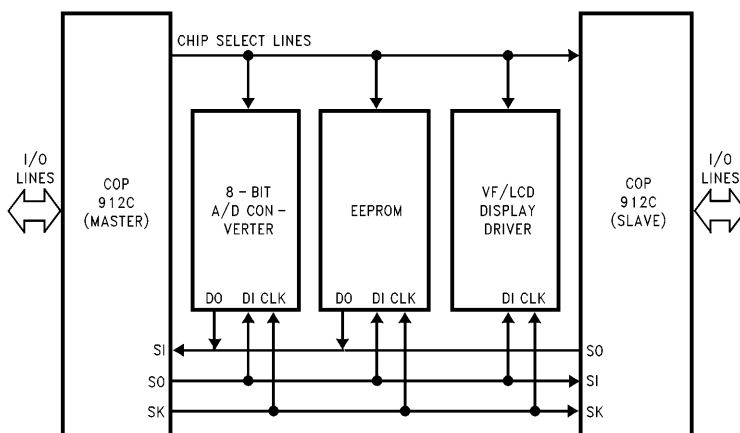 CHIP SELECT LINES
I/O
LINES
COP
912C
(MASTER)
8 - BIT
A/D CON -
VERTER
DO DI CLK
EEPROM
DO DI CLK
VF/LCD
DISPLAY
DRIVER
DI CLK
COP
912C
(SLAVE)
I/O
LINES
SI
SO
SK
SO
SI
SK